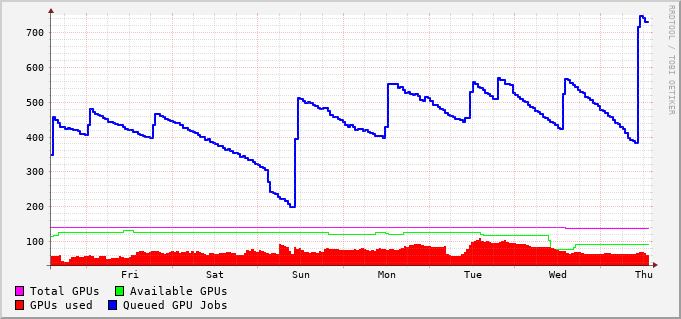 700
600
500
400
300
200
100
Fri Sat Sun Mon Tue Wed Thu
Total GPUs Available GPUs
GPUs used Queued GPU Jobs
RRDTOOL / TOBI OETIKER